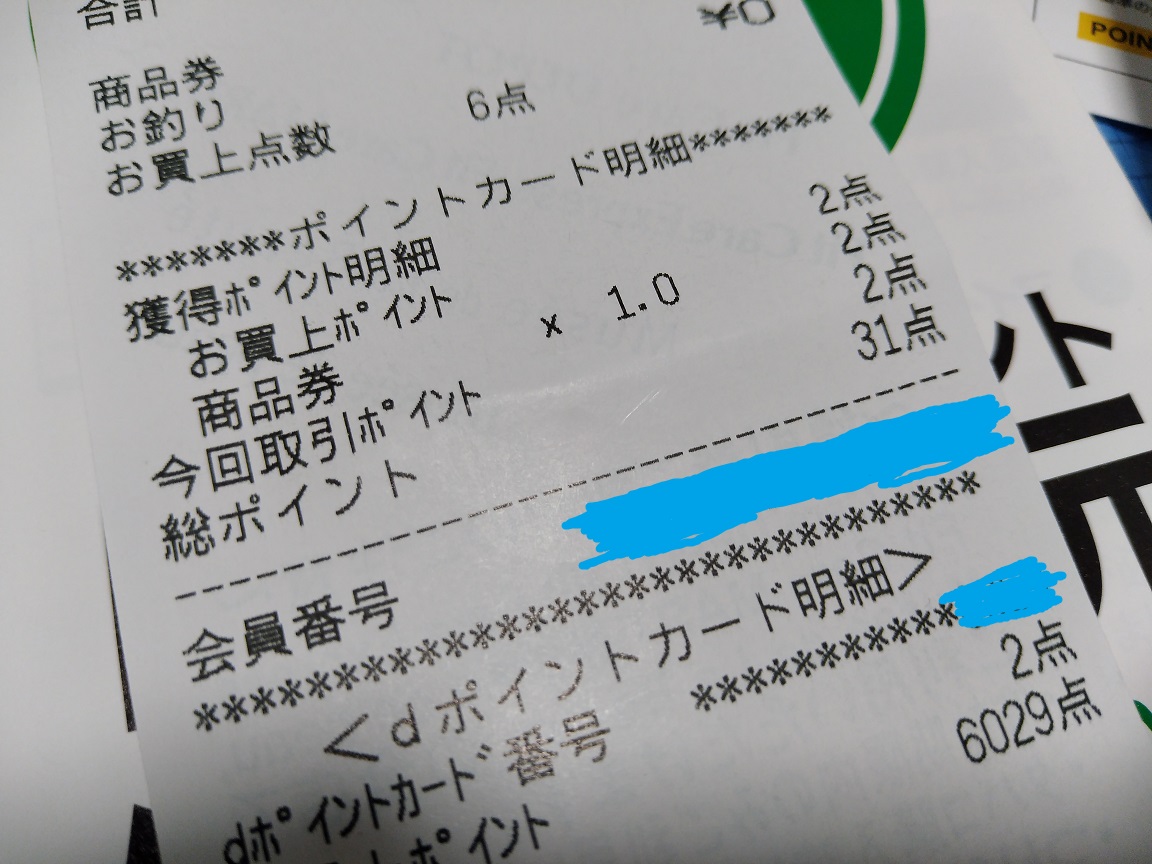 合計
商品券
お釣り
お買上点数 6点
*******ポイントカード明細*******
獲得ポイント明細
お買上ポイント 2点
商品券 x 1.0 2点
今回取引ポイント 2点
総ポイント 31点
--------------------------------
会員番号
****************************
<dポイントカード明細>
dポイントカード番号 ***********
上ポイント 2点
6029点
POIN
ト